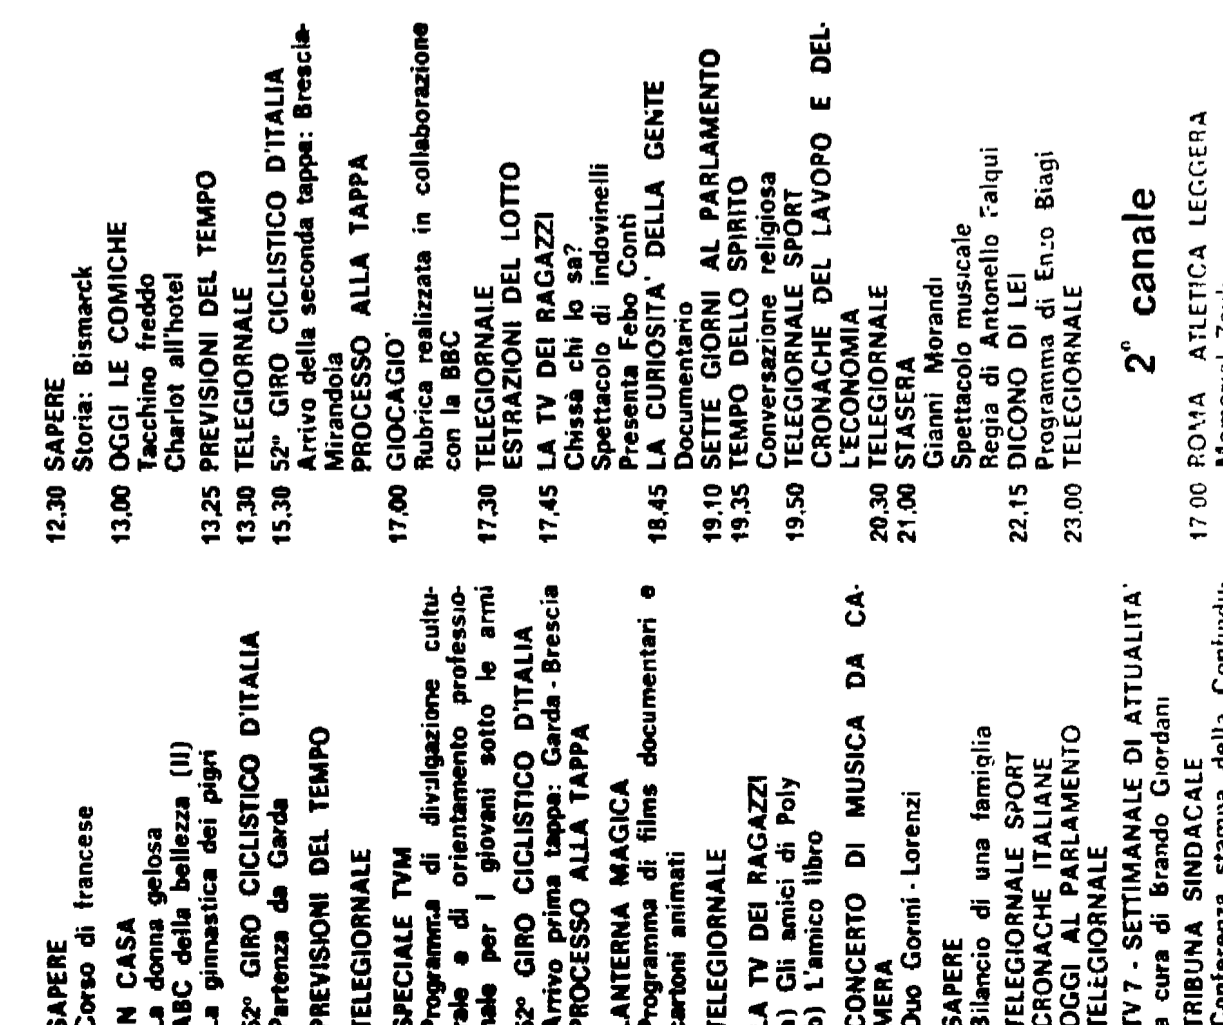 SAPERE
Corso di francese
N CASA
La donna gelosa
ABC della bellezza (II)
La ginnastica dei pigri
52º GIRO CICLISTICO D'ITALIA
Partenza da Garda
PREVISIONI DEL TEMPO
TELEGIORNALE
SPECIALE TVM
Programma di divulgazione cultu-
rale e di orientamento professio-
nale per i giovani sotto le armi
52º GIRO CICLISTICO D'ITALIA
Arrivo prima tappa: Garda - Brescia
PROCESSO ALLA TAPPA
LANTERNA MAGICA
Programma di films documentari e
cartoni animati
TELEGIORNALE
LA TV DEI RAGAZZI
a) Gli amici di Poly
b) L'amico libro
CONCERTO DI MUSICA DA CA-
MERA
Duo Gorini - Lorenzi
SAPERE
Bilancio di una famiglia
TELEGIORNALE SPORT
CRONACHE ITALIANE
OGGI AL PARLAMENTO
TELEGIORNALE
TV 7 - SETTIMANALE DI ATTUALITA'
a cura di Brando Giordani
TRIBUNA SINDACALE
Conferenza stampa della
12.30 SAPERE
Storia: Bismarck
13,00 OGGI LE COMICHE
Tacchino freddo
Charlot all'hotel
13,25 PREVISIONI DEL TEMPO
13,30 TELEGIORNALE
15,30 52º GIRO CICLISTICO D'ITALIA
Arrivo della seconda tappa: Brescia-
Mirandola
PROCESSO ALLA TAPPA
17,00 GIOCAGIO'
Rubrica realizzata in collaborazione
con la BBC
17,30 TELEGIORNALE
ESTRAZIONI DEL LOTTO
17,45 LA TV DEI RAGAZZI
Chissà chi lo sa?
Spettacolo di indovinelli
Presenta Febo Conti
18,45 LA CURIOSITA' DELLA GENTE
Documentario
19,10 SETTE GIORNI AL PARLAMENTO
19,35 TEMPO DELLO SPIRITO
Conversazione religiosa
19,50 TELEGIORNALE SPORT
CRONACHE DEL LAVOPO E DEL-
L'ECONOMIA
20,30 TELEGIORNALE
21,00 STASERA
Gianni Morandi
Spettacolo musicale
Regia di Antonello Falqui
22,15 DICONO DI LEI
Programma di Enzo Biagi
23,00 TELEGIORNALE
2º canale
17 00 ROMA ATLETICA LEGGERA